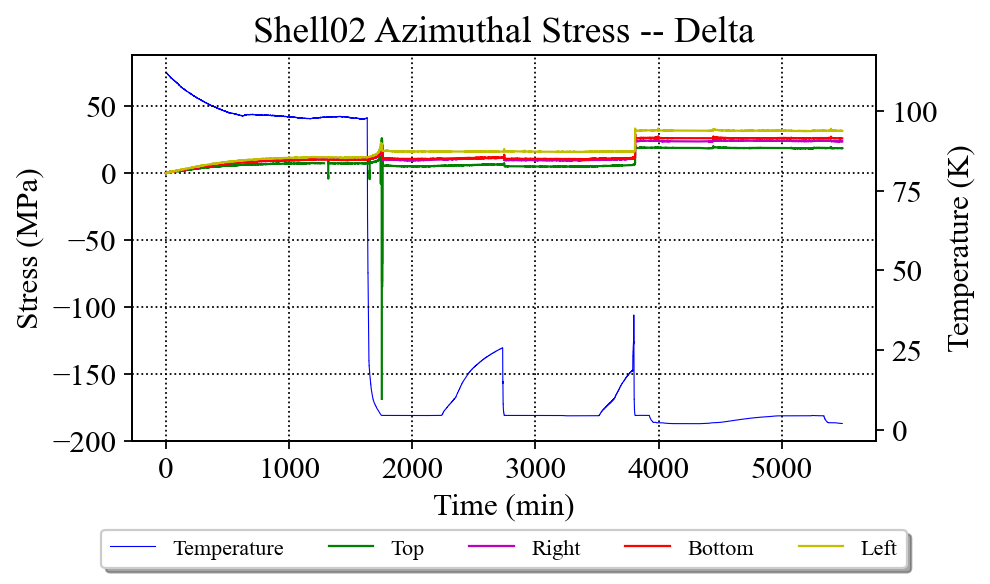 Shell02 Azimuthal Stress -- Delta
Stress (MPa)
50
0
−50
−100
−150
−200
100
75
50
25
0
Temperature (K)
0 1000 2000 3000 4000 5000
Time (min)
Temperature Top Right Bottom Left